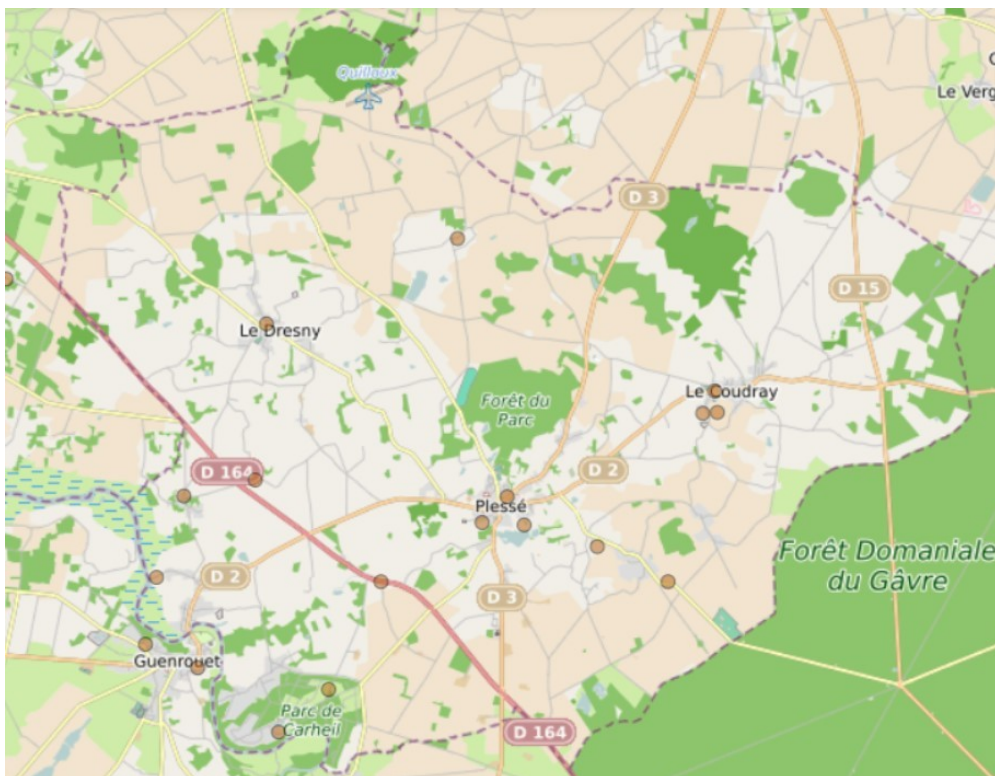 Quilloux
Le Verg
D 3
D 15
Le Dresny
Le Coudray
Forêt du
Parc
D 164
D 2
Plessé
Forêt Domaniale
du Gâvre
D 2
D 3
Guenrouet
Parc de
Carheil
D 164